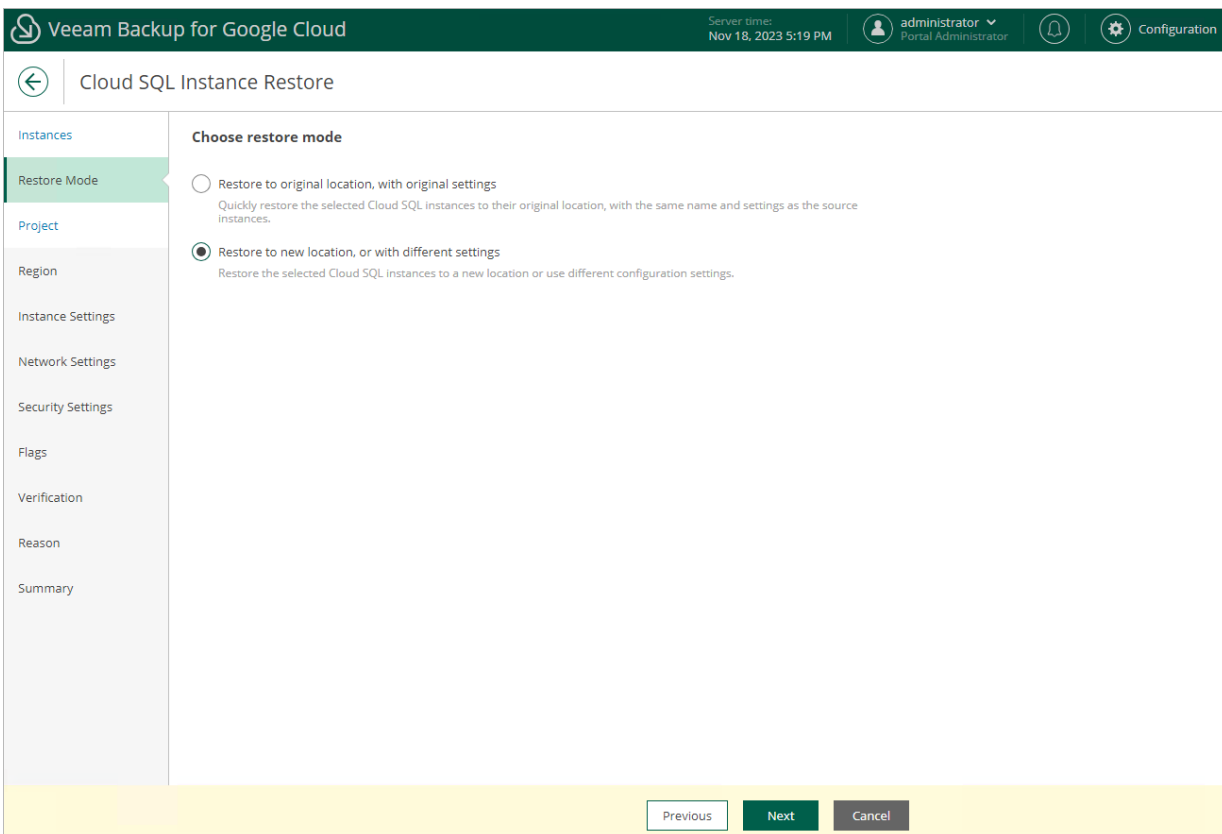 Veeam Backup for Google Cloud
Server time:
Nov 18, 2023 5:19 PM
administrator
Portal Administrator
Configuration
Cloud SQL Instance Restore
Instances
Restore Mode
Project
Region
Instance Settings
Network Settings
Security Settings
Flags
Verification
Reason
Summary
Choose restore mode
Restore to original location, with original settings
Quickly restore the selected Cloud SQL instances to their original location, with the same name and settings as the source
instances.
Restore to new location, or with different settings
Restore the selected Cloud SQL instances to a new location or use different configuration settings.
Previous
Next
Cancel